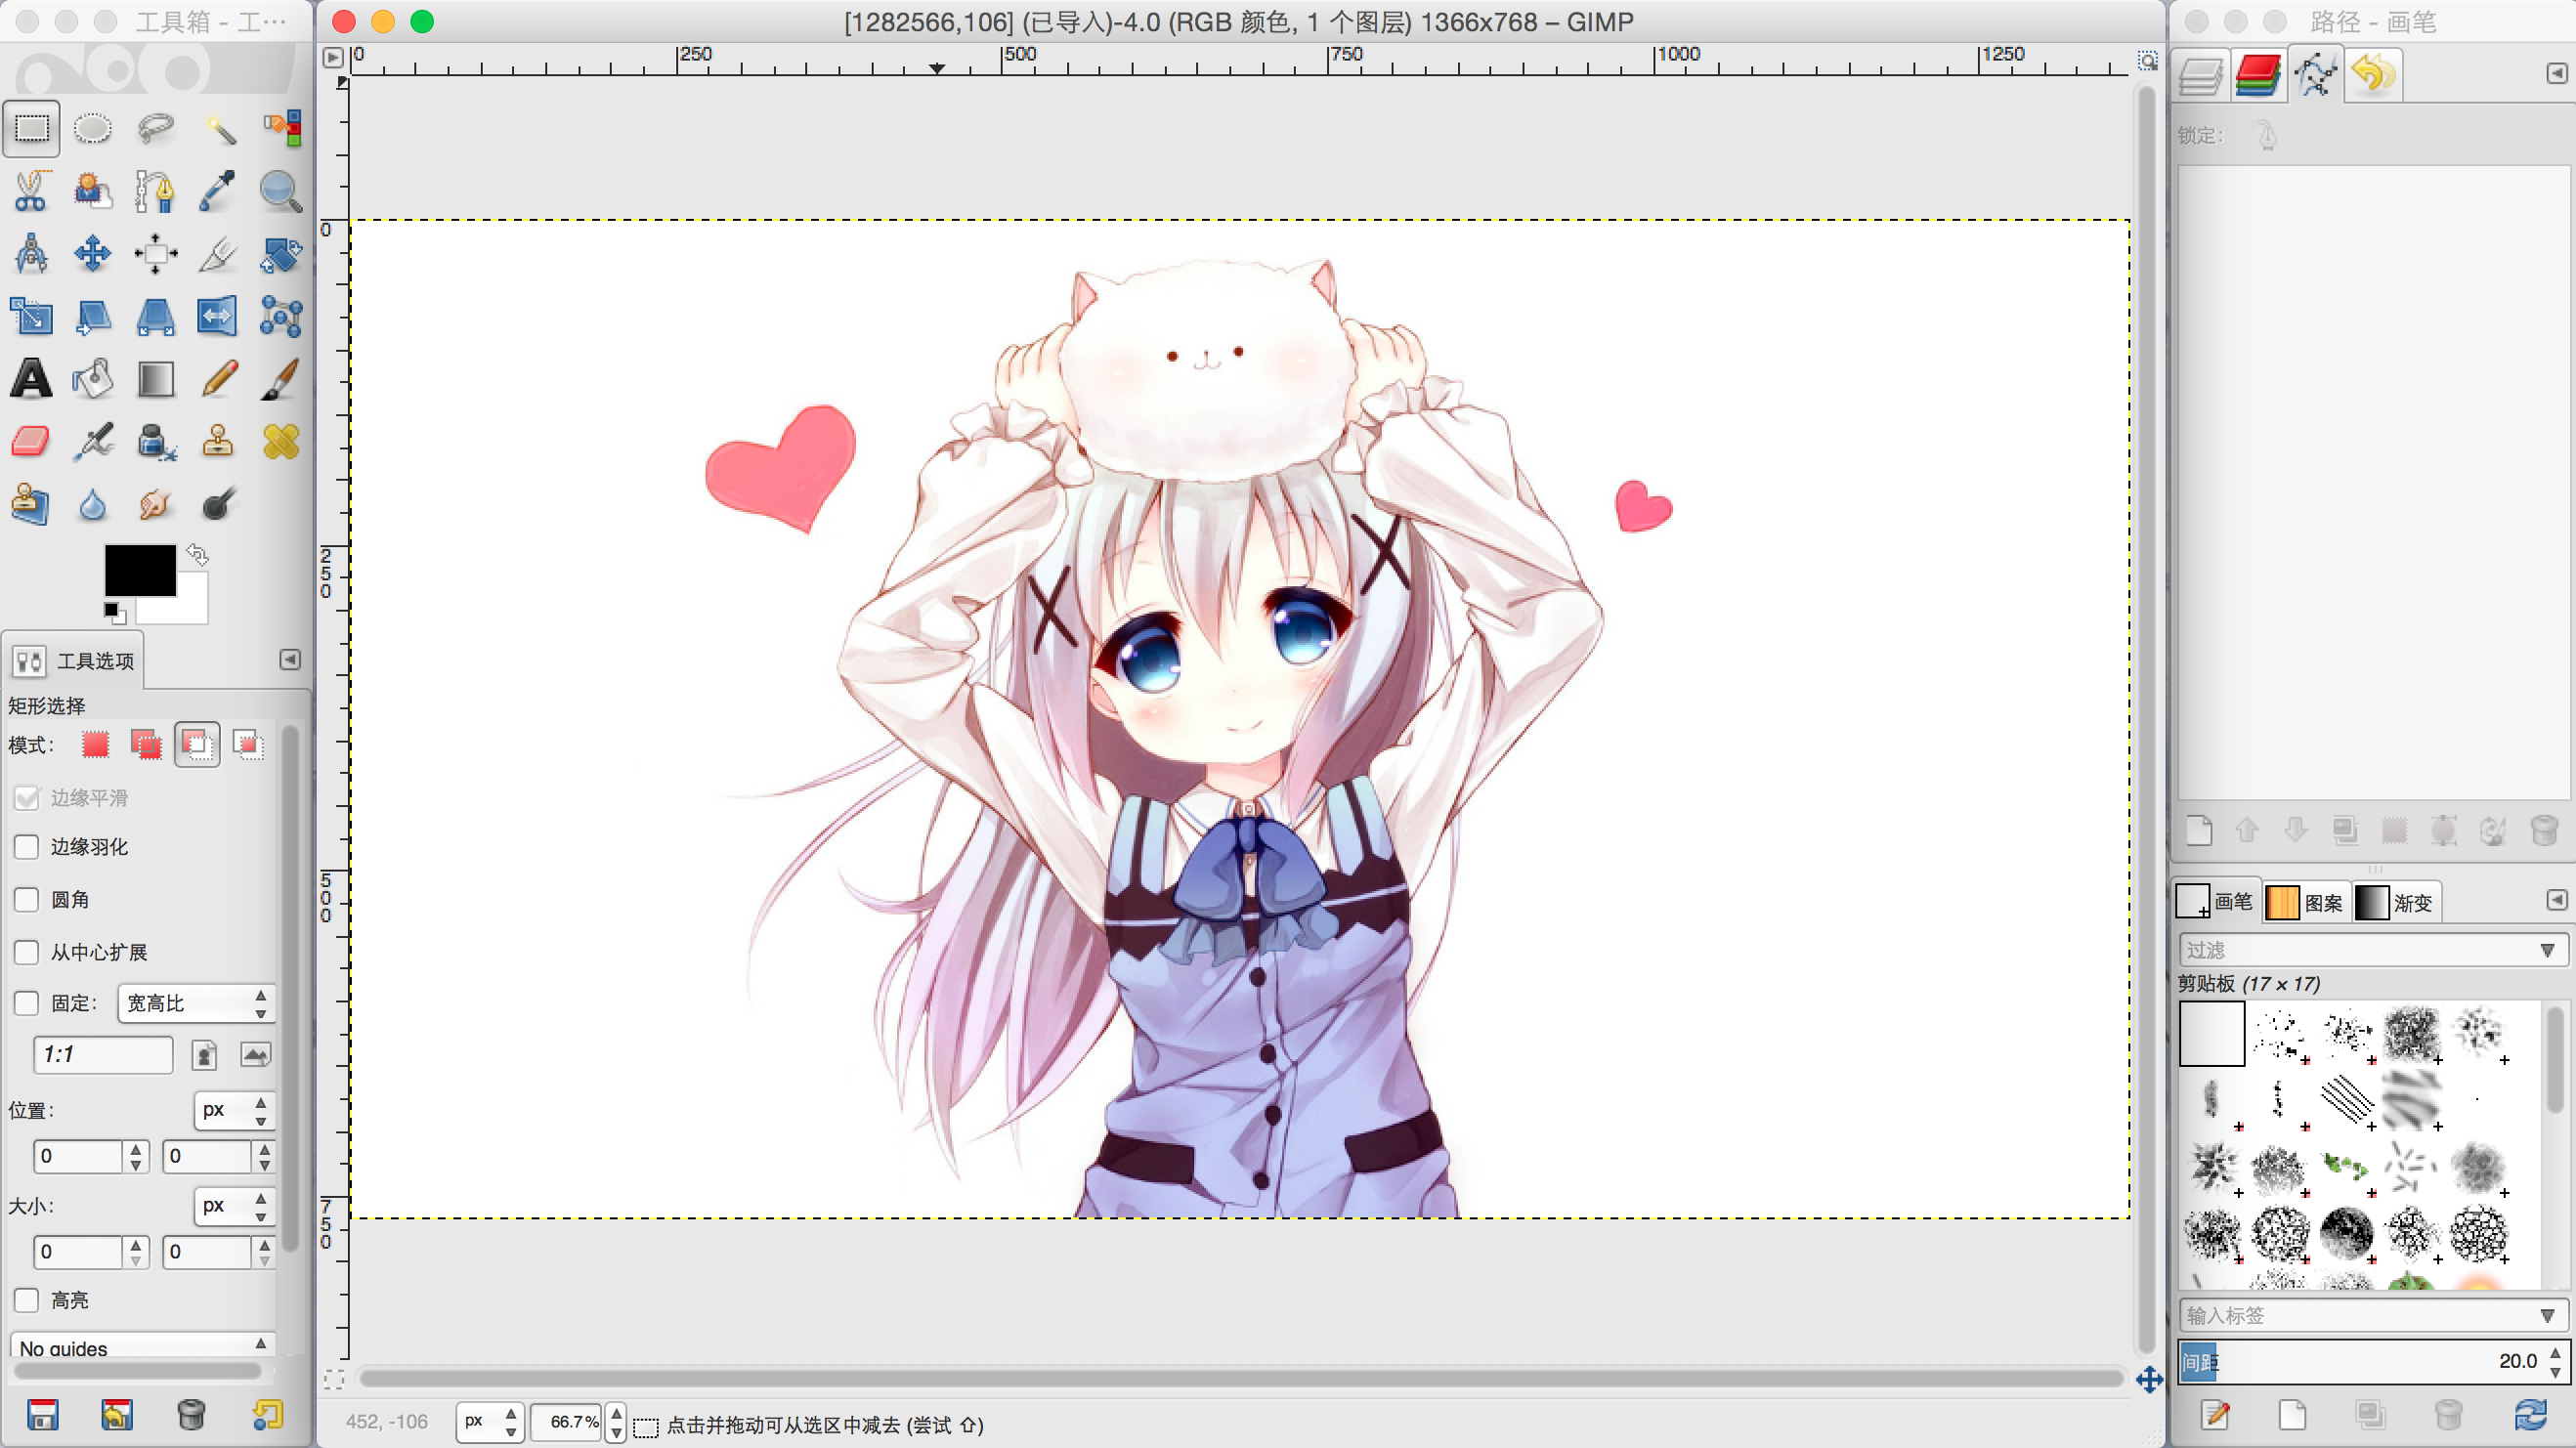 工具箱 - 工…
[1282566,106] (已导入)-4.0 (RGB 颜色, 1 个图层) 1366x768 – GIMP
路径 - 画笔
0 250 500 750 1000 1250
锁定:
0
250
500
750
工具选项
矩形选择
模式:
边缘平滑
边缘羽化
圆角
从中心扩展
固定: 宽高比
1:1
位置: px
0 0
大小: px
0 0
高亮
No guides
画笔 图案 渐变
过滤
剪贴板 (17 × 17)
输入标签
间距 20.0
452, -106 px 66.7% 点击并拖动可从选区中减去 (尝试 ⇧)